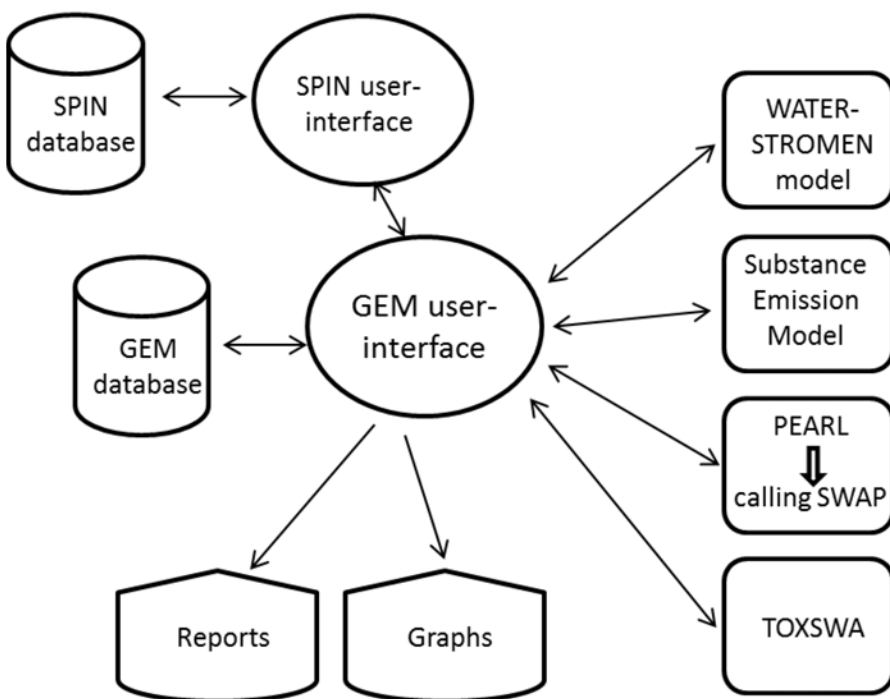 SPIN
database
SPIN user-
interface
WATER-
STROMEN
model
GEM
database
GEM user-
interface
Substance
Emission
Model
PEARL
calling SWAP
Reports
Graphs
TOXSWA